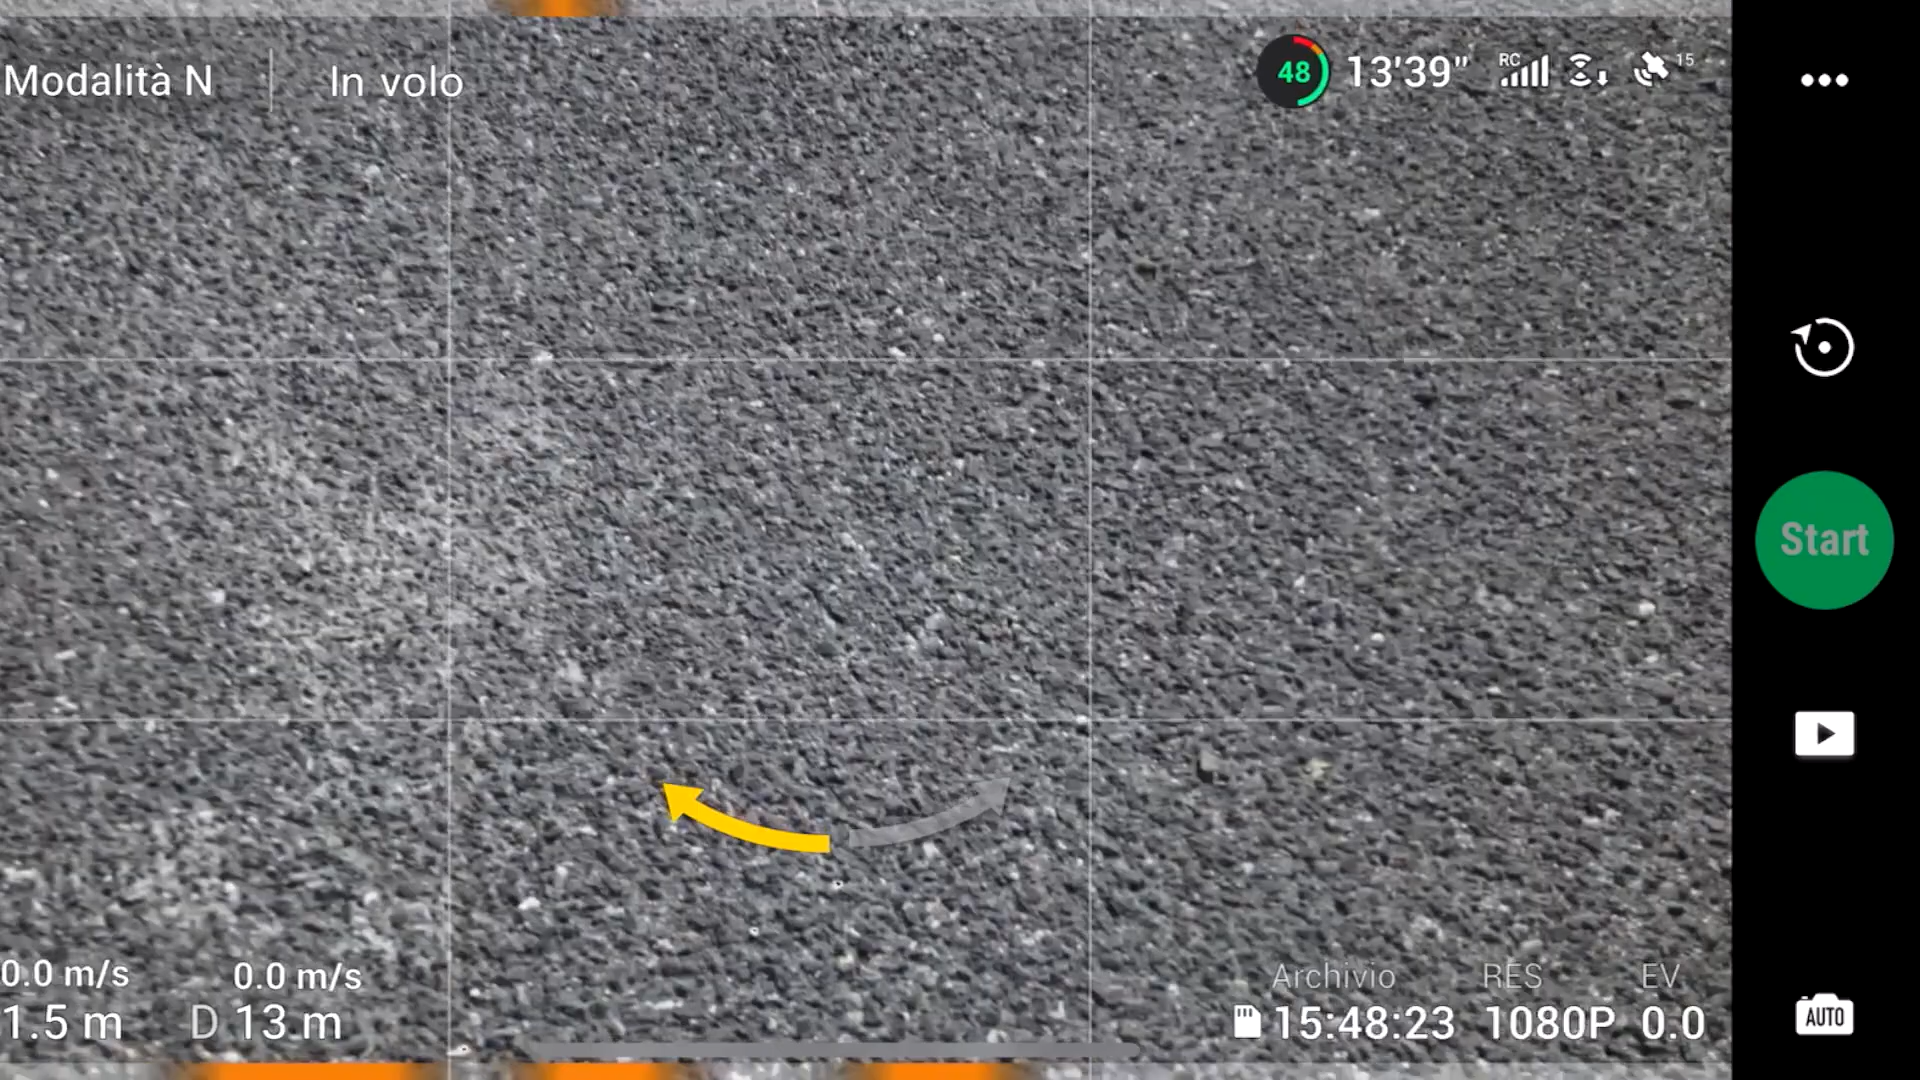 Modalità N In volo 48 13'39" RC 15
Start
0.0 m/s 0.0 m/s Archivio RES EV
1.5 m D 13 m 15:48:23 1080P 0.0 AUTO